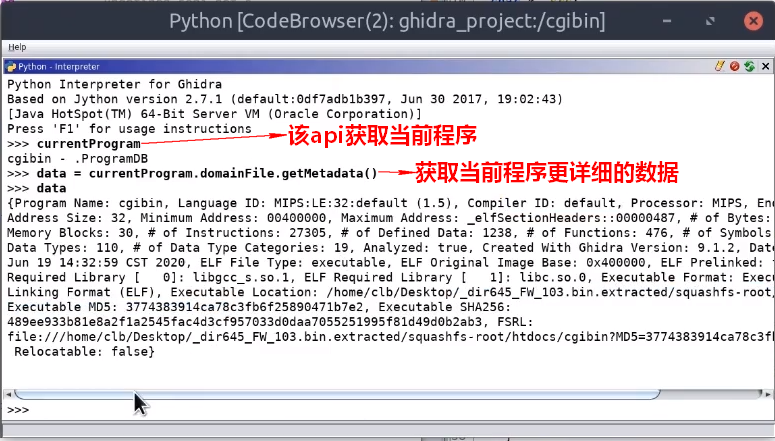 Python [CodeBrowser(2): ghidra_project:/cgibin]
Help
Python - Interpreter
Python Interpreter for Ghidra
Based on Jython version 2.7.1 (default:0df7adb1b397, Jun 30 2017, 19:02:43)
[Java HotSpot(TM) 64-Bit Server VM (Oracle Corporation)]
Press 'F1' for usage instructions
>>> currentProgram 该api获取当前程序
cgibin - .ProgramDB
>>> data = currentProgram.domainFile.getMetadata() 获取当前程序更详细的数据
>>> data
{Program Name: cgibin, Language ID: MIPS:LE:32:default (1.5), Compiler ID: default, Processor: MIPS, En
Address Size: 32, Minimum Address: 00400000, Maximum Address: _elfSectionHeaders::00000487, # of Bytes:
Memory Blocks: 30, # of Instructions: 27305, # of Defined Data: 1238, # of Functions: 476, # of Symbols
Data Types: 110, # of Data Type Categories: 19, Analyzed: true, Created With Ghidra Version: 9.1.2, Date
Jun 19 14:32:59 CST 2020, ELF File Type: executable, ELF Original Image Base: 0x400000, ELF Prelinked:
Required Library [ 0]: libgcc_s.so.1, ELF Required Library [ 1]: libc.so.0, Executable Format: Exec
Linking Format (ELF), Executable Location: /home/clb/Desktop/_dir645_FW_103.bin.extracted/squashfs-root/
Executable MD5: 3774383914ca78c3fb6f25890471b7e2, Executable SHA256:
489ee933b81e8a2f1a2545fac4d3cf957033d0daa7055251995f81d49d0b2ab3, FSRL:
file:///home/clb/Desktop/_dir645_FW_103.bin.extracted/squashfs-root/htdocs/cgibin?MD5=3774383914ca78c3f
Relocatable: false}
>>>